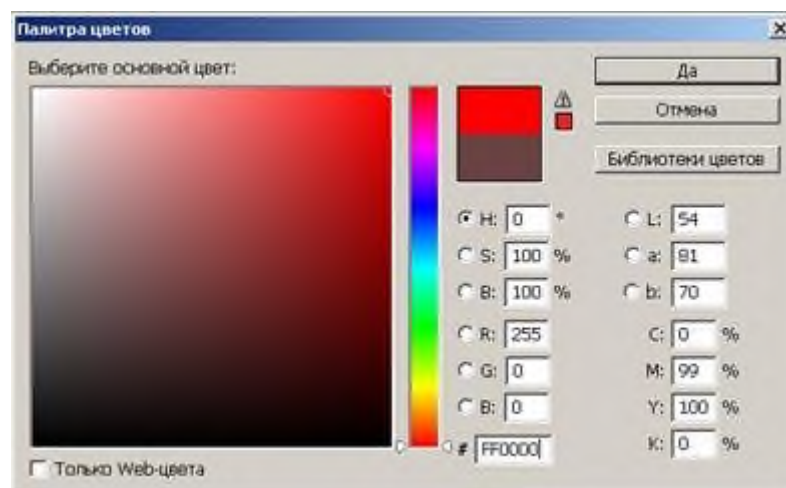 Палитра цветов
Выберите основной цвет:
Да
Отмена
Библиотеки цветов
H: 0 °
L: 54
S: 100 %
a: 81
B: 100 %
b: 70
R: 255
C: 0 %
G: 0
M: 99 %
B: 0
Y: 100 %
# FF0000
K: 0 %
Только Web-цвета